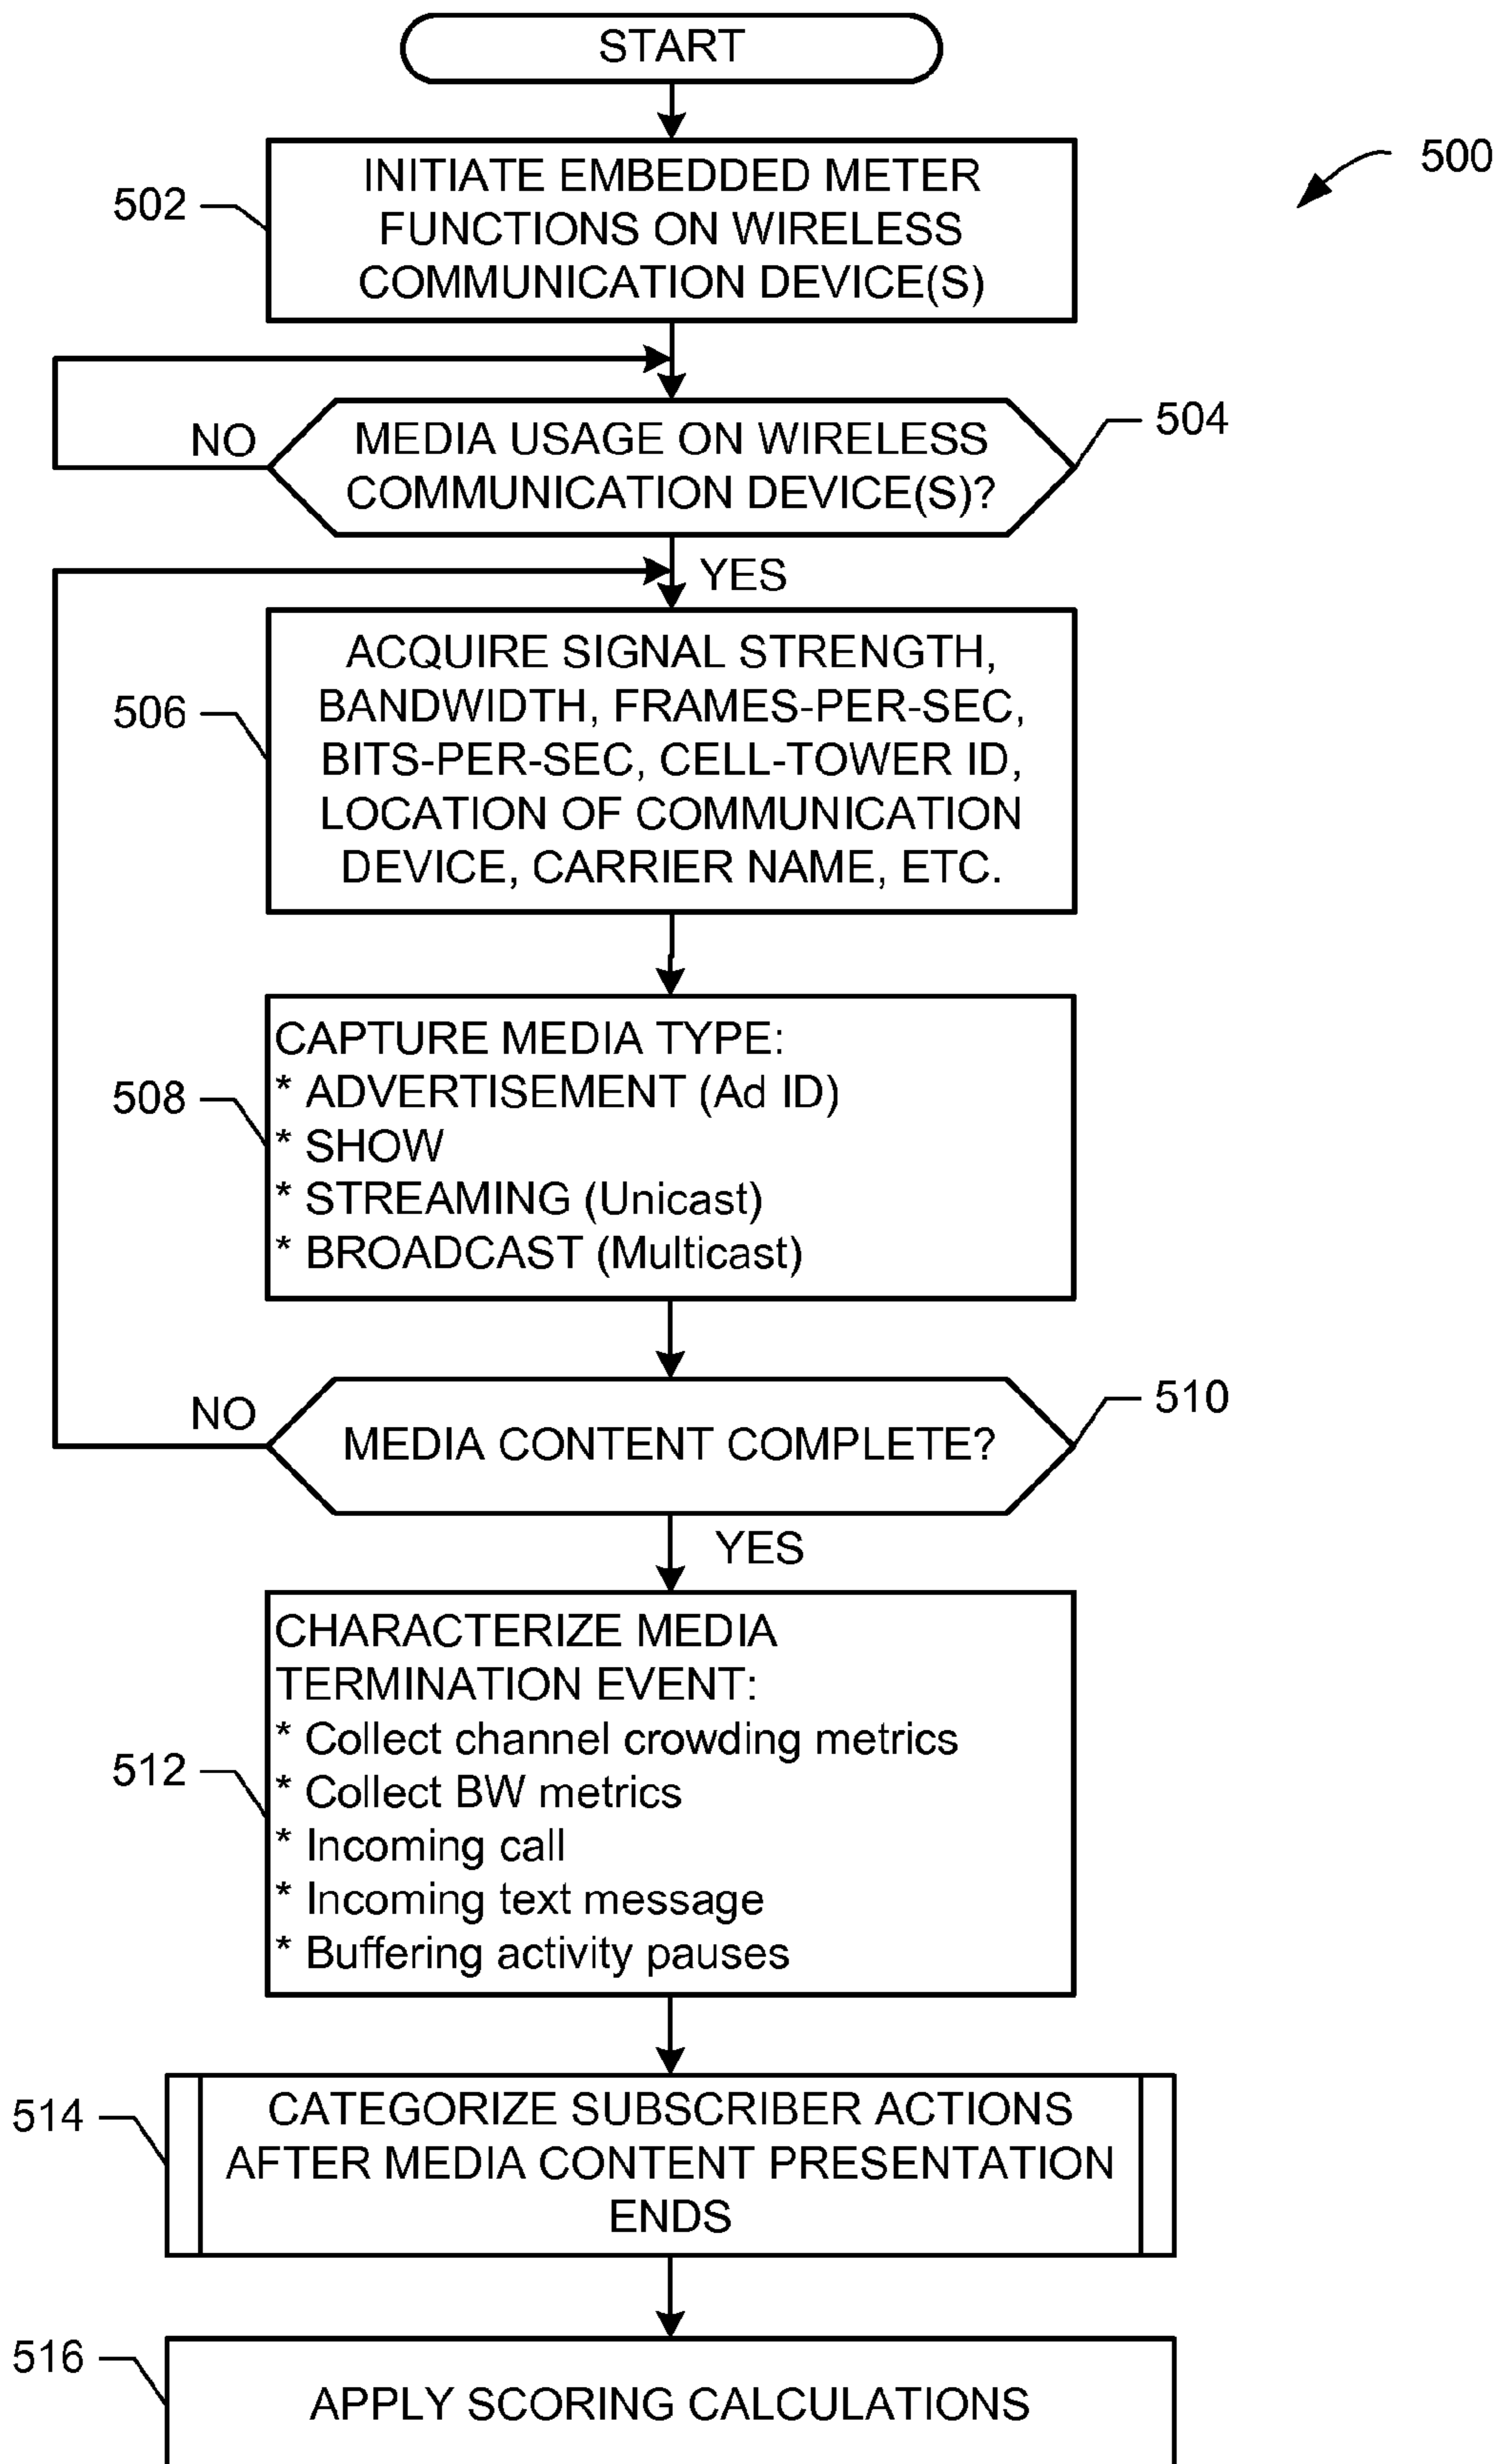 START
500
502
INITIATE EMBEDDED METER
FUNCTIONS ON WIRELESS
COMMUNICATION DEVICE(S)
504
NO
MEDIA USAGE ON WIRELESS
COMMUNICATION DEVICE(S)?
YES
506
ACQUIRE SIGNAL STRENGTH,
BANDWIDTH, FRAMES-PER-SEC,
BITS-PER-SEC, CELL-TOWER ID,
LOCATION OF COMMUNICATION
DEVICE, CARRIER NAME, ETC.
508
CAPTURE MEDIA TYPE:
* ADVERTISEMENT (Ad ID)
* SHOW
* STREAMING (Unicast)
* BROADCAST (Multicast)
510
NO
MEDIA CONTENT COMPLETE?
YES
512
CHARACTERIZE MEDIA
TERMINATION EVENT:
* Collect channel crowding metrics
* Collect BW metrics
* Incoming call
* Incoming text message
* Buffering activity pauses
514
CATEGORIZE SUBSCRIBER ACTIONS
AFTER MEDIA CONTENT PRESENTATION
ENDS
516
APPLY SCORING CALCULATIONS